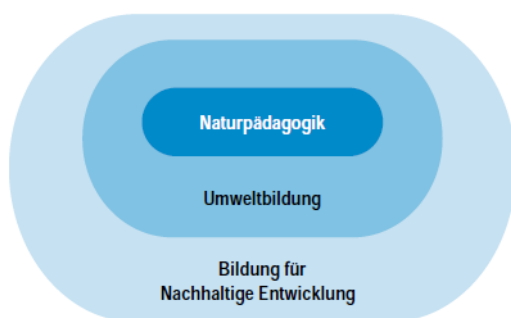 Naturpädagogik
Umweltbildung
Bildung für
Nachhaltige Entwicklung